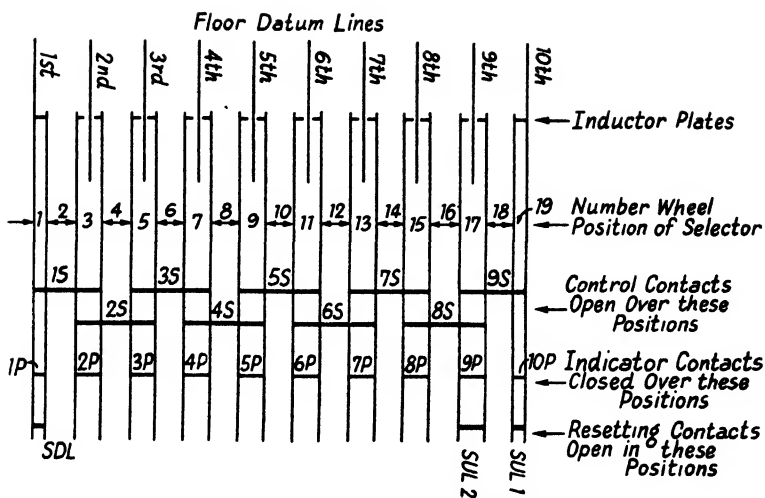 Floor Datum Lines
1st 2nd 3rd 4th 5th 6th 7th 8th 9th 10th
Inductor Plates
1 2 3 4 5 6 7 8 9 10 11 12 13 14 15 16 17 18 19
Number Wheel
Position of Selector
1S 3S 5S 7S 9S
2S 4S 6S 8S
Control Contacts
Open Over these
Positions
1P 2P 3P 4P 5P 6P 7P 8P 9P 10P
Indicator Contacts
Closed Over these
Positions
SDL SUL 2 SUL 1
Resetting Contacts
Open in these
Positions